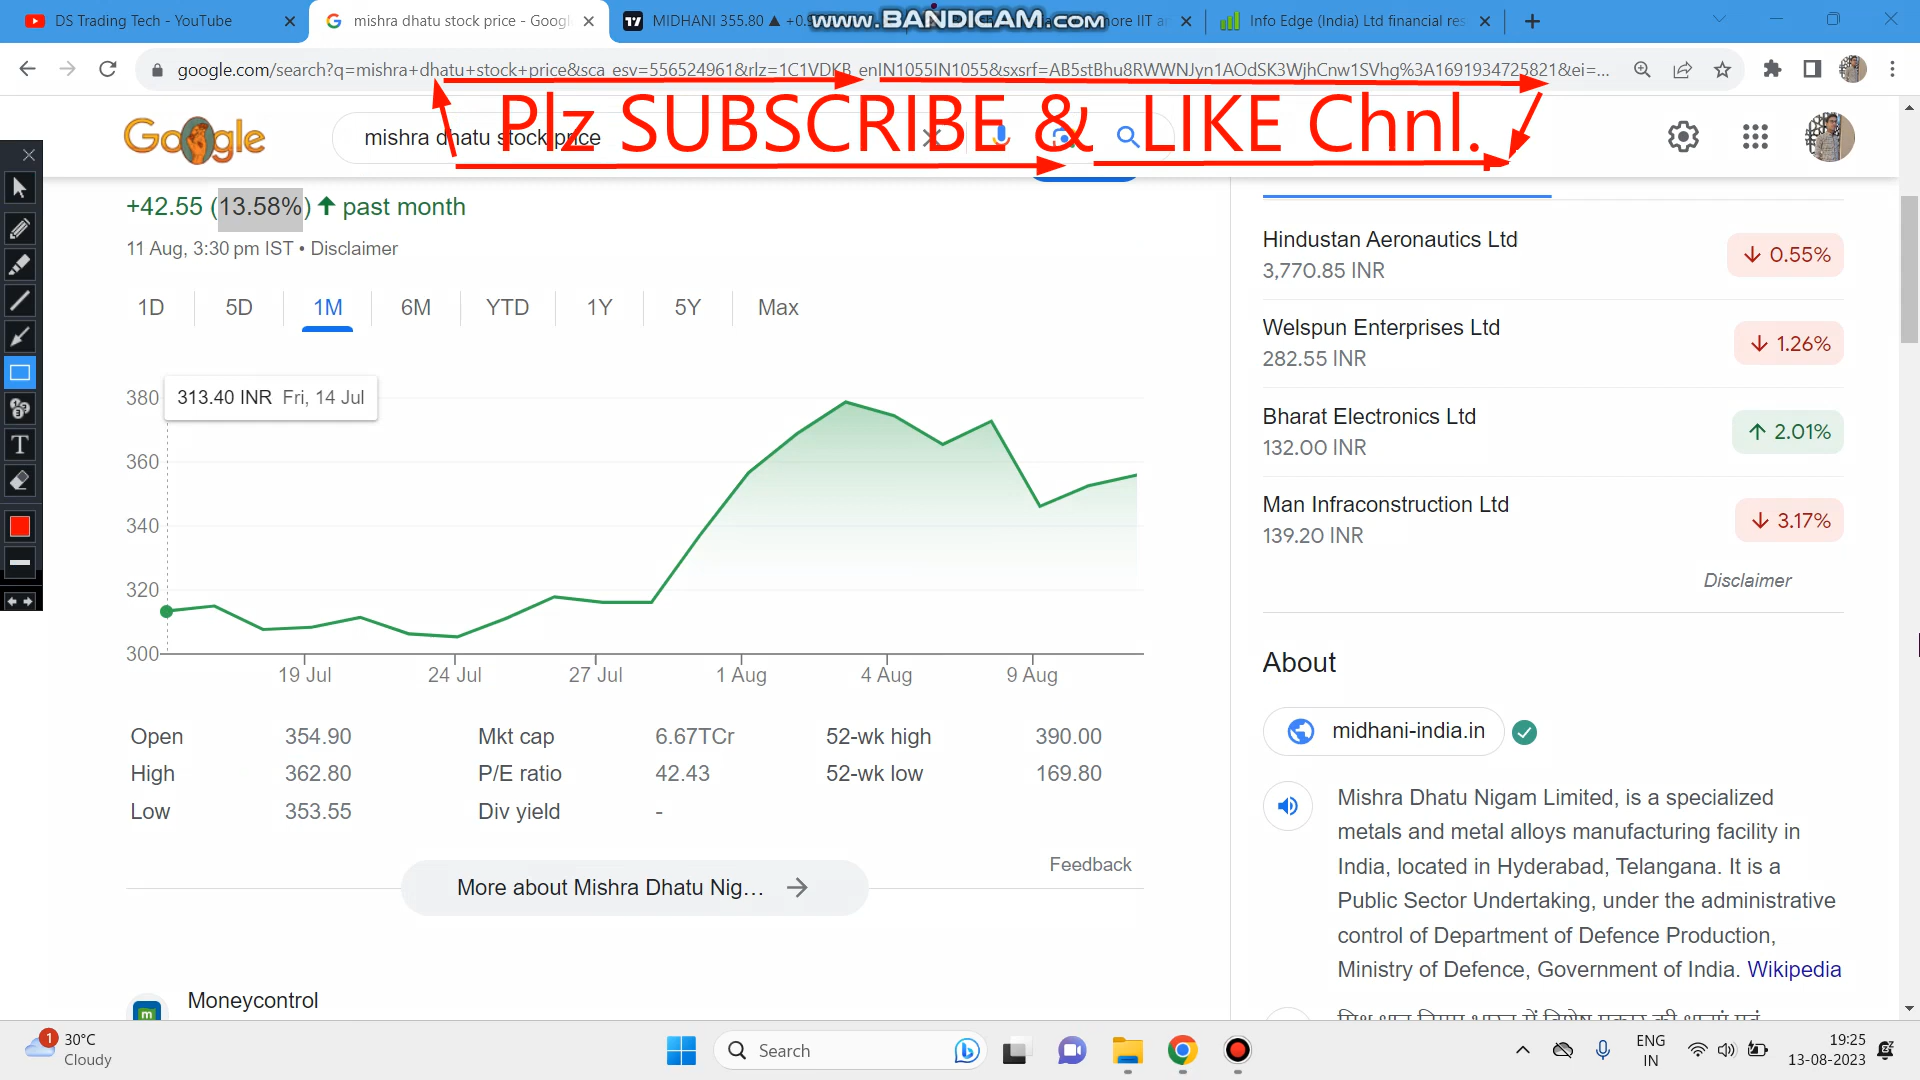 DS Trading Tech - YouTube
mishra dhatu stock price - Googl
MIDHANI 355.80 ▲ +0.9
www.BANDICAM.com
more IIT a
Info Edge (India) Ltd financial res
google.com/search?q=mishra+dhatu+stock+price&sca_esv=556524961&rlz=1C1VDKB_enIN1055IN1055&sxsrf=AB5stBhu8RWWNJyn1AOdSK3WjhCnw1SVhg%3A1691934725821&ei=...
Plz SUBSCRIBE & LIKE Chnl.
Google
mishra dhatu stock price
+42.55 (13.58%) ↑ past month
11 Aug, 3:30 pm IST • Disclaimer
1D
5D
1M
6M
YTD
1Y
5Y
Max
313.40 INR Fri, 14 Jul
380
360
340
320
300
19 Jul
24 Jul
27 Jul
1 Aug
4 Aug
9 Aug
Open 354.90
Mkt cap 6.67TCr
52-wk high 390.00
High 362.80
P/E ratio 42.43
52-wk low 169.80
Low 353.55
Div yield -
Feedback
More about Mishra Dhatu Nig... →
Moneycontrol
Hindustan Aeronautics Ltd
3,770.85 INR
↓ 0.55%
Welspun Enterprises Ltd
282.55 INR
↓ 1.26%
Bharat Electronics Ltd
132.00 INR
↑ 2.01%
Man Infraconstruction Ltd
139.20 INR
↓ 3.17%
Disclaimer
About
midhani-india.in
Mishra Dhatu Nigam Limited, is a specialized
metals and metal alloys manufacturing facility in
India, located in Hyderabad, Telangana. It is a
Public Sector Undertaking, under the administrative
control of Department of Defence Production,
Ministry of Defence, Government of India. Wikipedia
1
30°C
Cloudy
Search
ENG
IN
19:25
13-08-2023